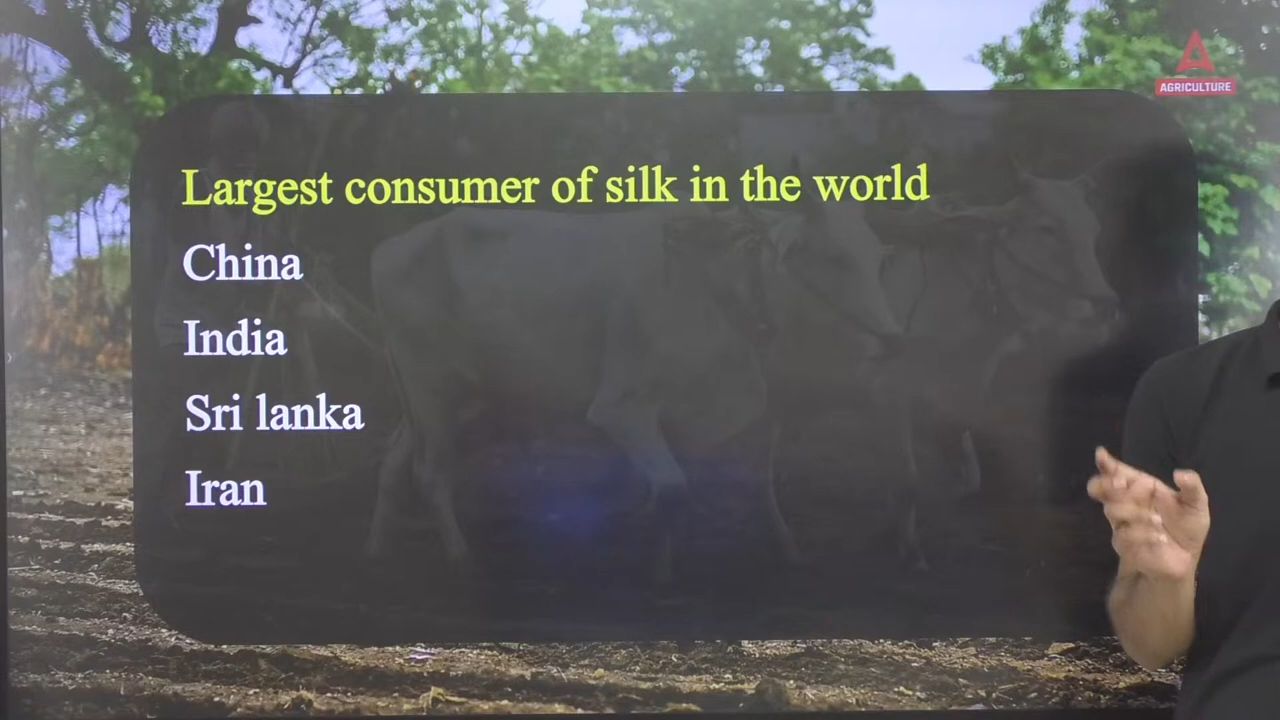 AGRICULTURE
Largest consumer of silk in the world
China
India
Sri lanka
Iran